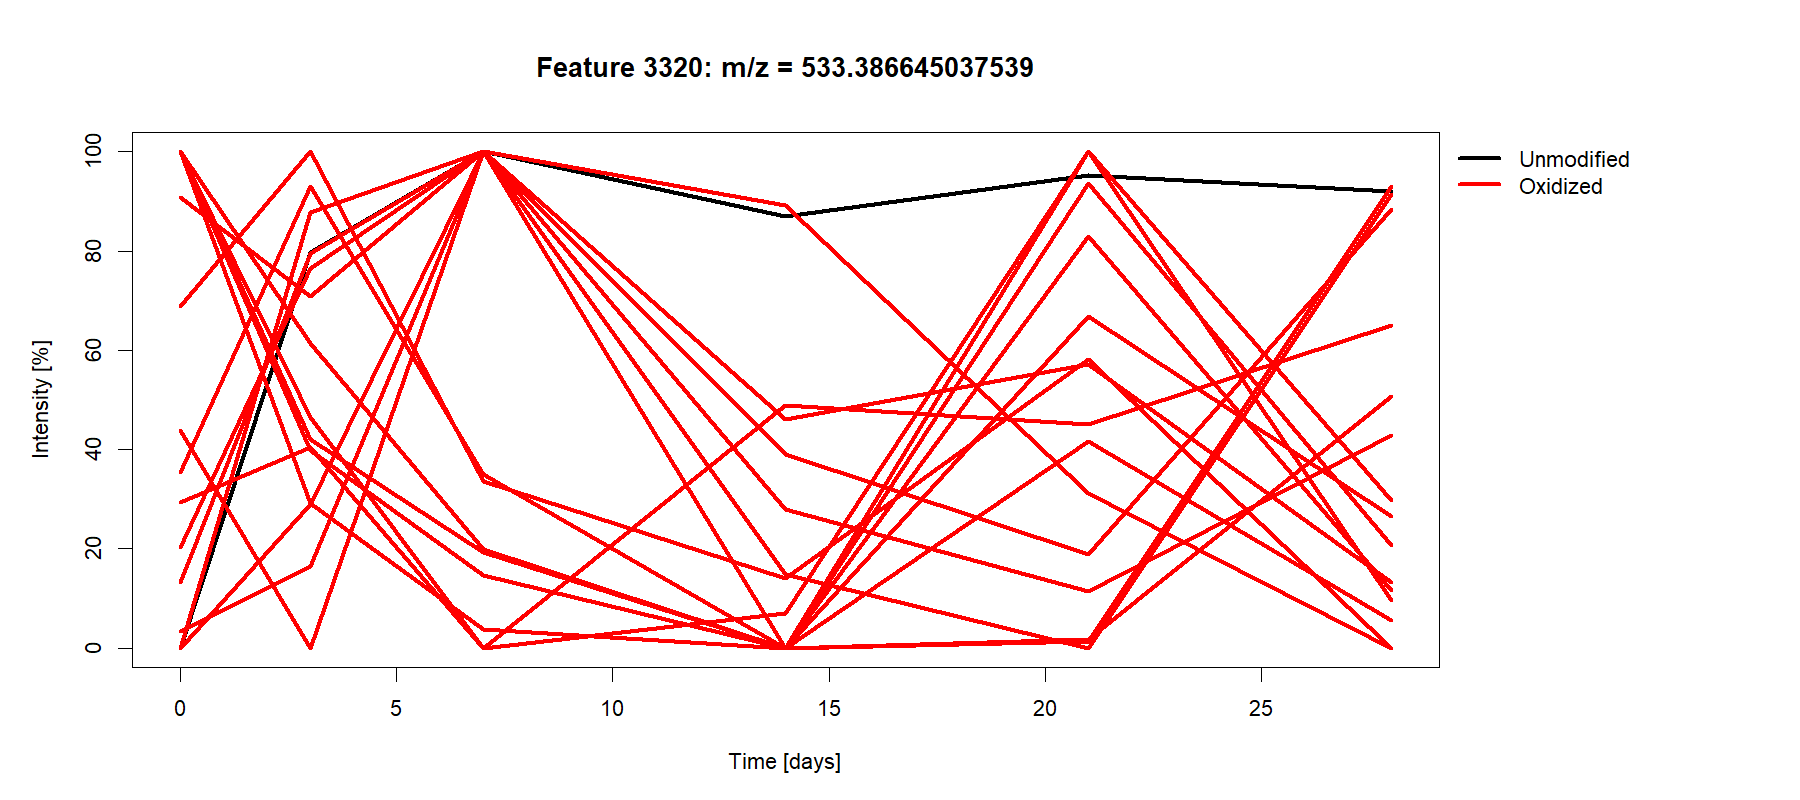 Feature 3320: m/z = 533.386645037539
Unmodified
Oxidized
Intensity [%]
100
80
60
40
20
0
0 5 10 15 20 25
Time [days]